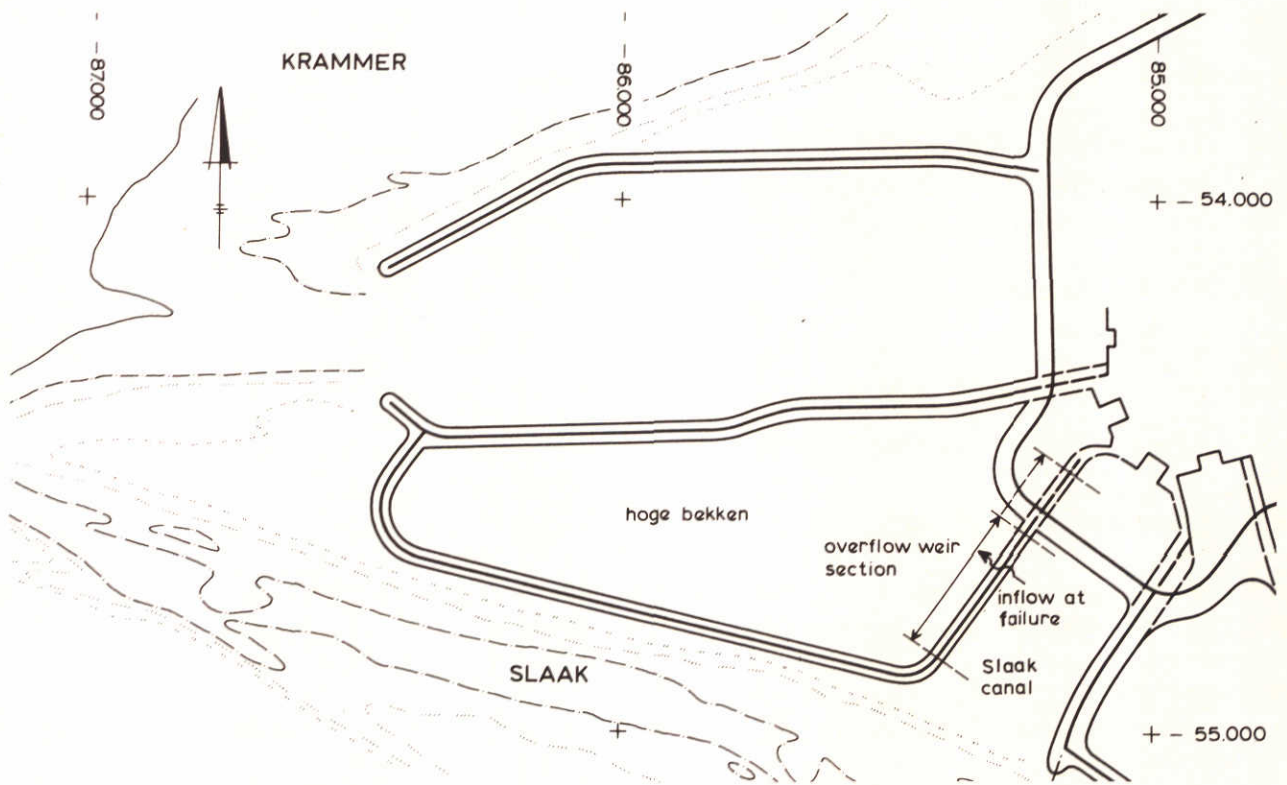 -87.000
-86.000
-85.000
KRAMMER
- 54.000
hoge bekken
overflow weir
section
inflow at
failure
Slaak
canal
SLAAK
- 55.000